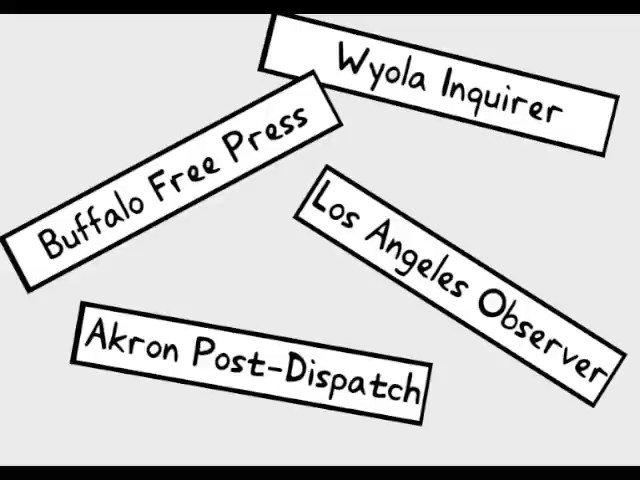 Wyola Inquirer
Buffalo Free Press
Los Angeles Observer
Akron Post-Dispatch